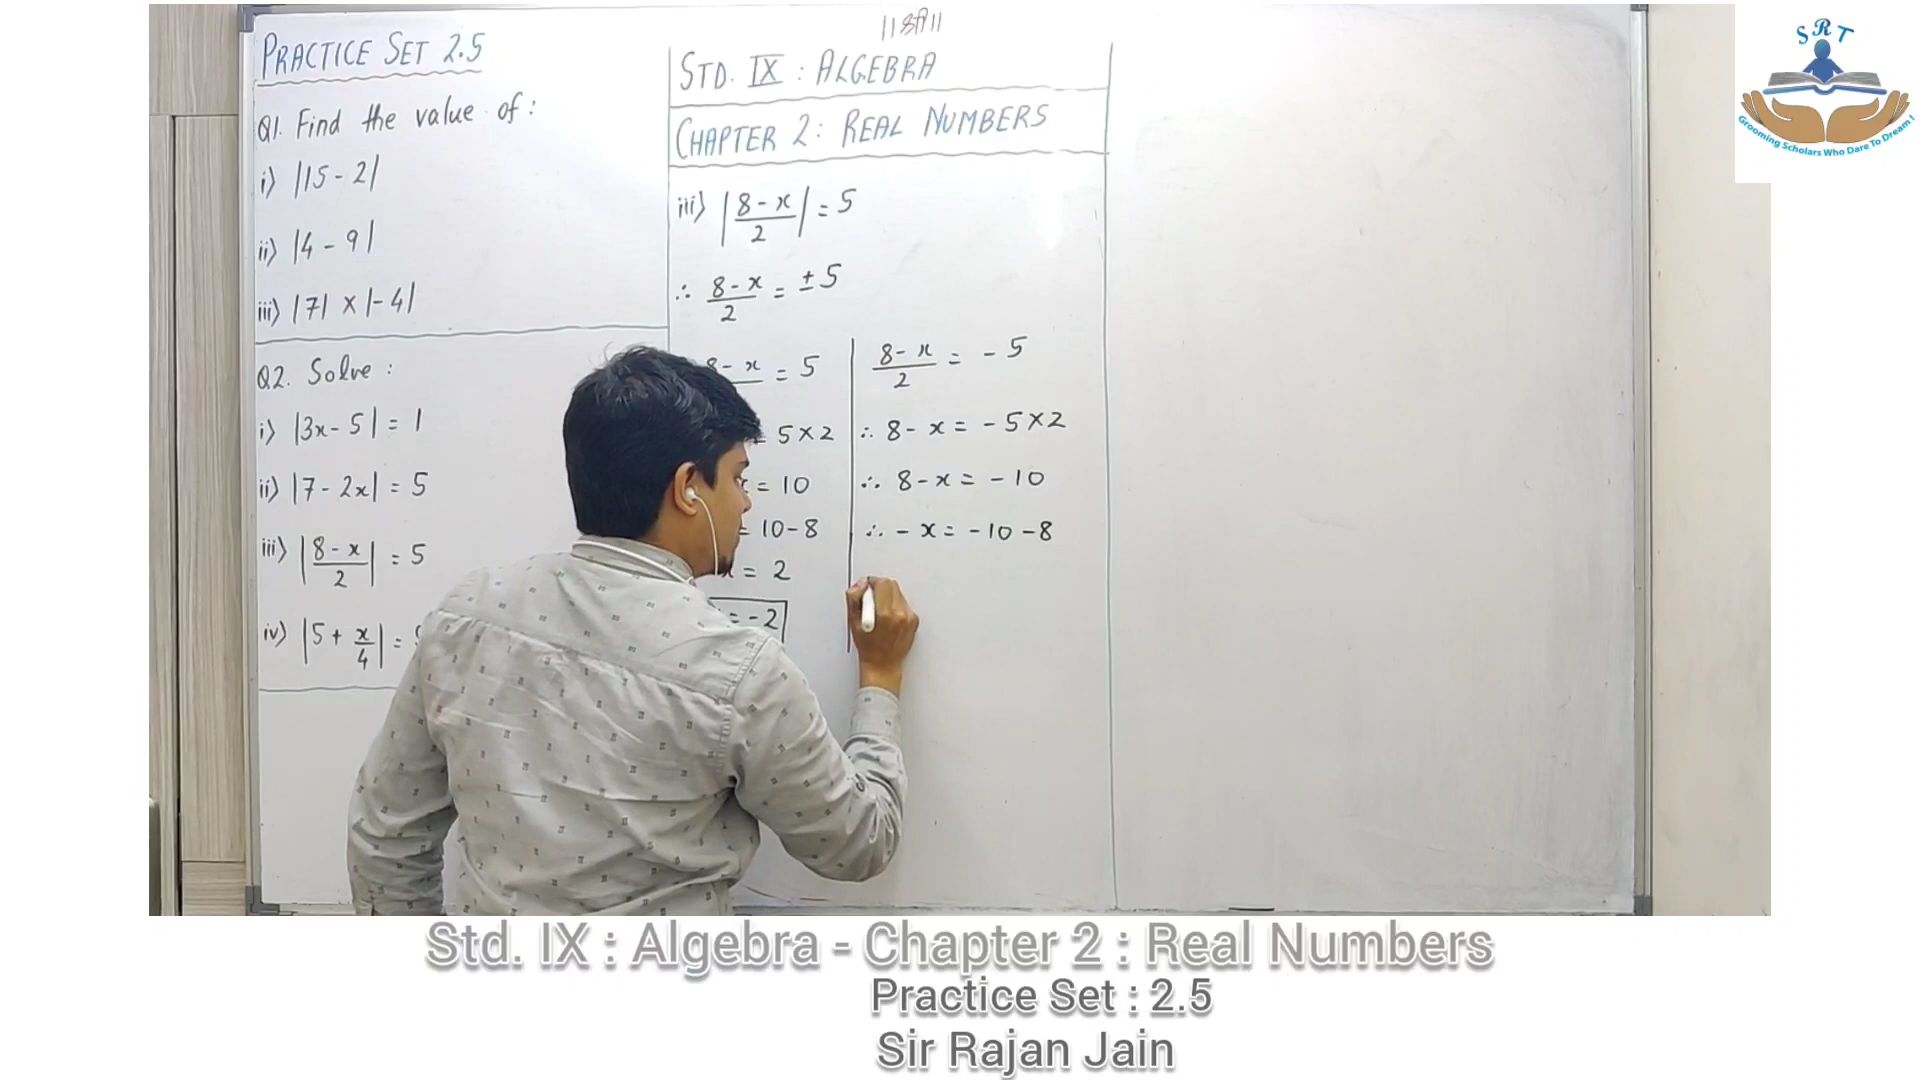 PRACTICE SET 2.5
Q1. Find the value of :
i) |15 - 2|
ii) |4 - 9|
iii) |7| × |-4|
Q2. Solve :
i) |3x - 5| = 1
ii) |7 - 2x| = 5
iii) |8 - x / 2| = 5
iv) |5 + x/4| =
||श्री||
STD. IX : ALGEBRA
CHAPTER 2 : REAL NUMBERS
iii) |8 - x / 2| = 5
∴ 8 - x / 2 = ± 5
8 - x = 5
= 5 × 2
x = 10
= 10 - 8
x = 2
= -2
8 - x / 2 = - 5
∴ 8 - x = - 5 × 2
∴ 8 - x = - 10
∴ - x = - 10 - 8
SRT
Grooming Scholars Who Dare To Dream !
Std. IX : Algebra - Chapter 2 : Real Numbers
Practice Set : 2.5
Sir Rajan Jain